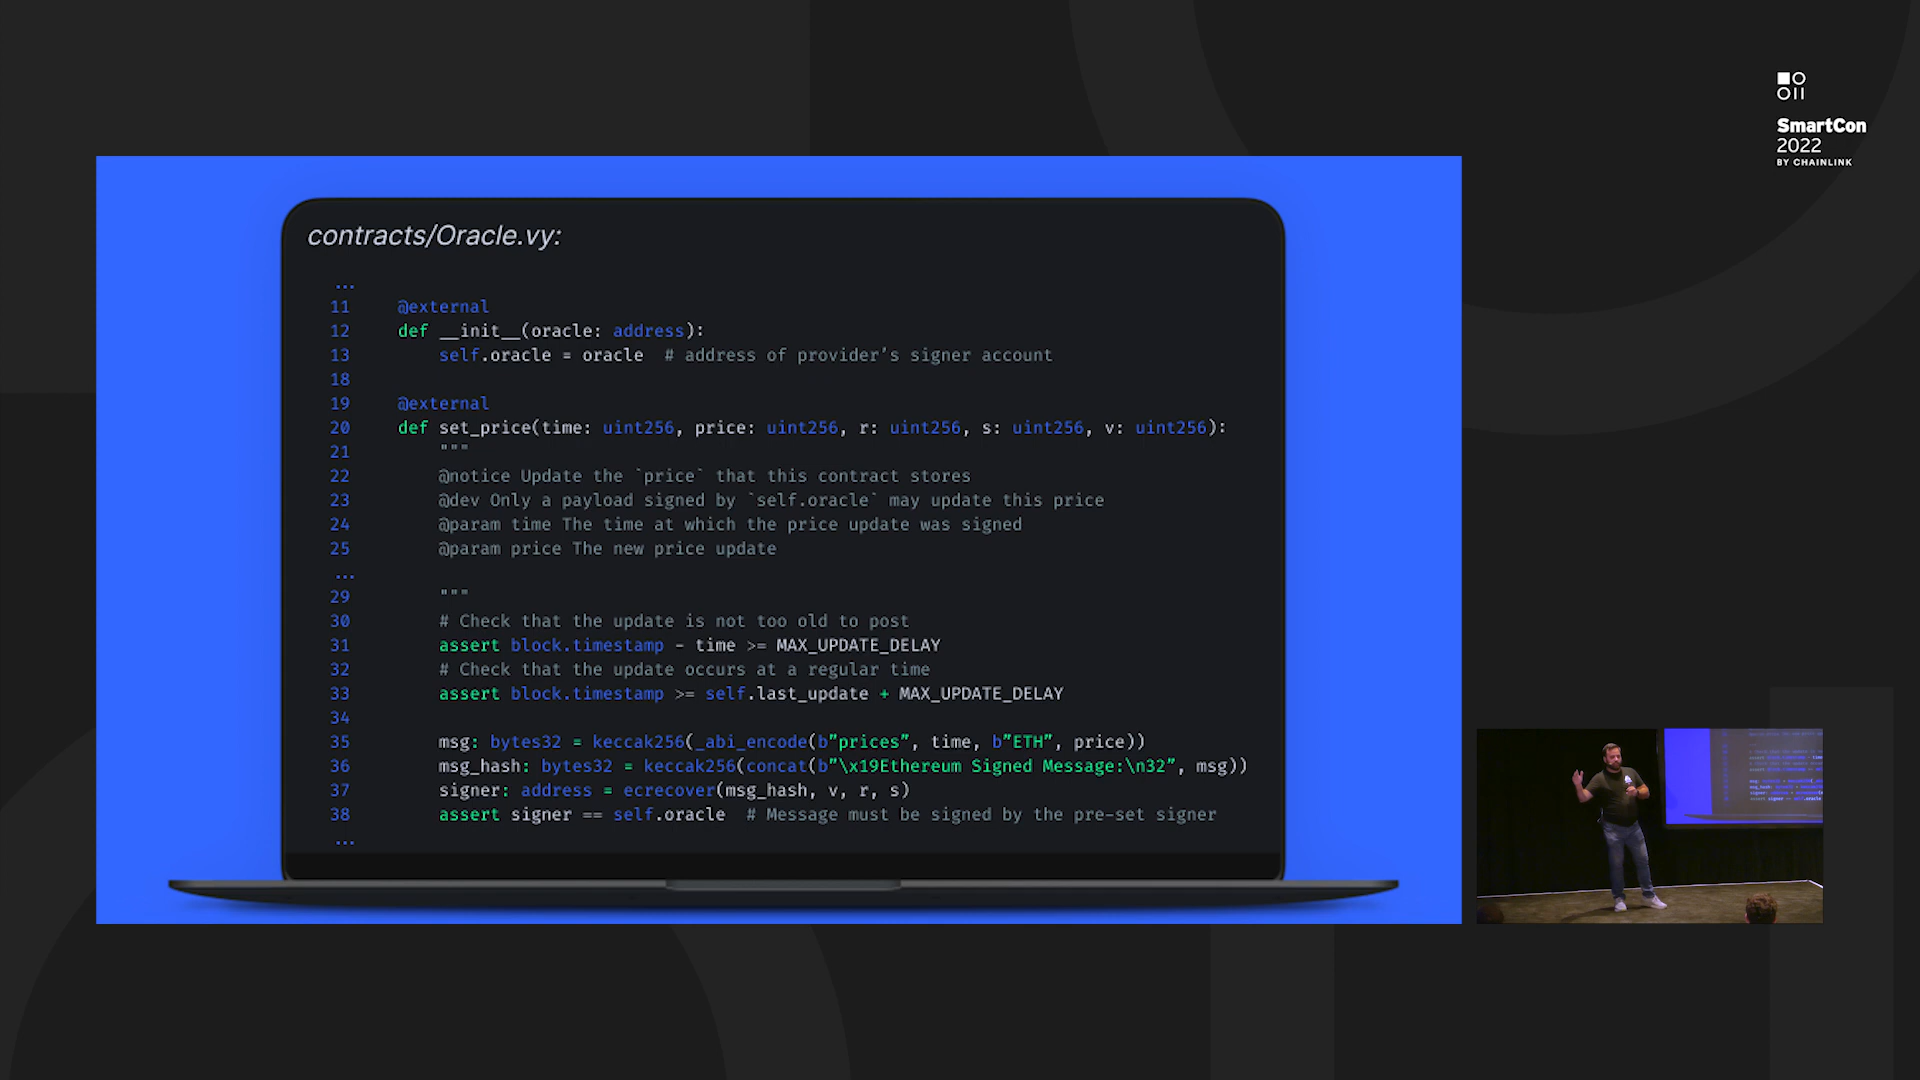 SmartCon
2022
BY CHAINLINK
contracts/Oracle.vy:
...
11 @external
12 def __init__(oracle: address):
13 self.oracle = oracle # address of provider's signer account
18
19 @external
20 def set_price(time: uint256, price: uint256, r: uint256, s: uint256, v: uint256):
21 """
22 @notice Update the `price` that this contract stores
23 @dev Only a payload signed by `self.oracle` may update this price
24 @param time The time at which the price update was signed
25 @param price The new price update
...
29 """
30 # Check that the update is not too old to post
31 assert block.timestamp - time >= MAX_UPDATE_DELAY
32 # Check that the update occurs at a regular time
33 assert block.timestamp >= self.last_update + MAX_UPDATE_DELAY
34
35 msg: bytes32 = keccak256(_abi_encode(b"prices", time, b"ETH", price))
36 msg_hash: bytes32 = keccak256(concat(b"\x19Ethereum Signed Message:\n32", msg))
37 signer: address = ecrecover(msg_hash, v, r, s)
38 assert signer == self.oracle # Message must be signed by the pre-set signer
...